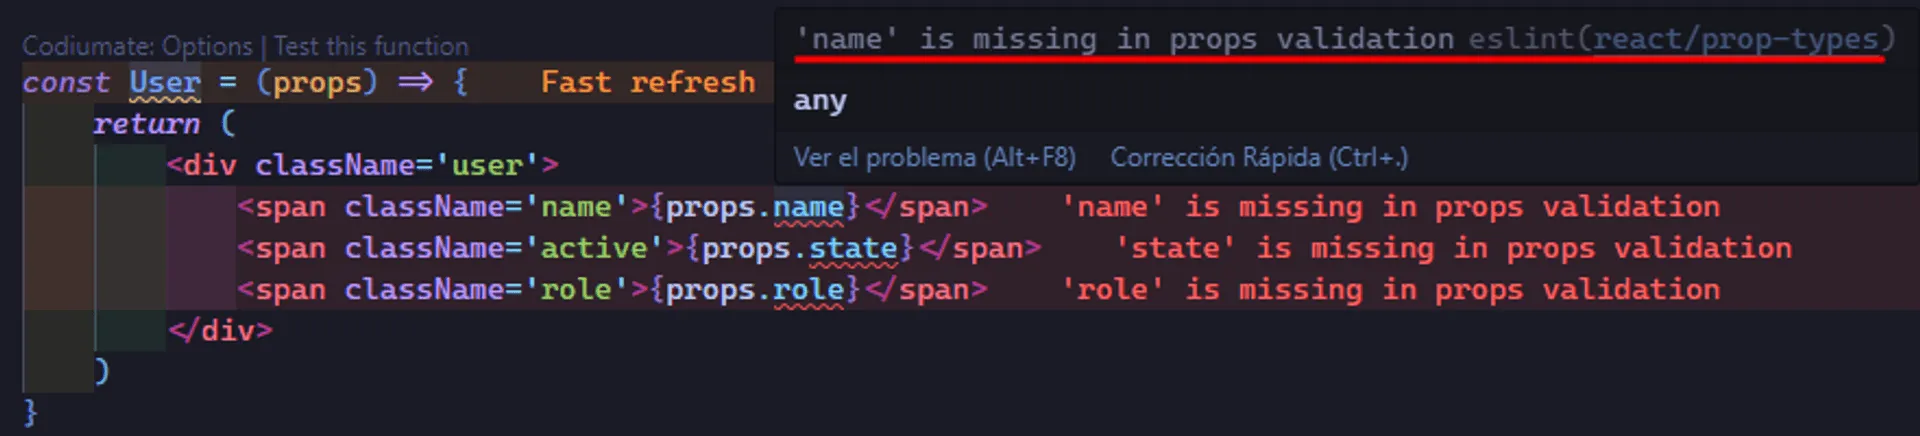 Codiumate: Options | Test this function
'name' is missing in props validation eslint(react/prop-types)
const User = (props) => { Fast refresh
any
return (
Ver el problema (Alt+F8) Corrección Rápida (Ctrl+.)
<div className='user'>
<span className='name'>{props.name}</span> 'name' is missing in props validation
<span className='active'>{props.state}</span> 'state' is missing in props validation
<span className='role'>{props.role}</span> 'role' is missing in props validation
</div>
)
}